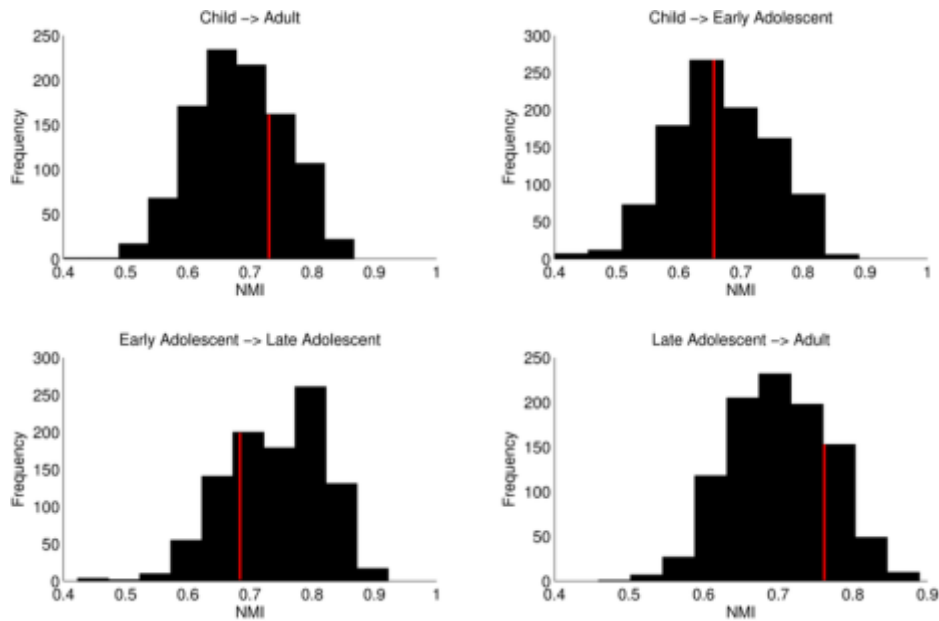 Child -> Adult
250
200
150
100
50
0
Frequency
0.4 0.5 0.6 0.7 0.8 0.9 1
NMI
Child -> Early Adolescent
300
250
200
150
100
50
0
Frequency
0.4 0.5 0.6 0.7 0.8 0.9 1
NMI
Early Adolescent -> Late Adolescent
300
250
200
150
100
50
0
Frequency
0.4 0.5 0.6 0.7 0.8 0.9 1
NMI
Late Adolescent -> Adult
250
200
150
100
50
0
Frequency
0.4 0.5 0.6 0.7 0.8 0.9
NMI